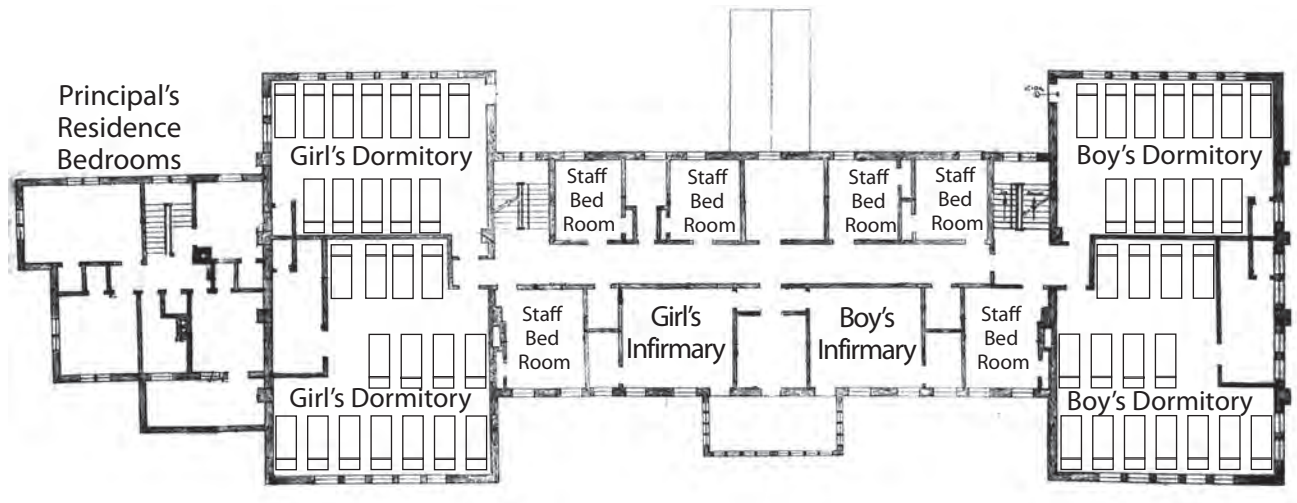 Principal's
Residence
Bedrooms
Girl's Dormitory
Boy's Dormitory
Staff
Bed
Room
Staff
Bed
Room
Staff
Bed
Room
Staff
Bed
Room
Staff
Bed
Room
Girl's
Infirmary
Boy's
Infirmary
Staff
Bed
Room
Girl's Dormitory
Boy's Dormitory